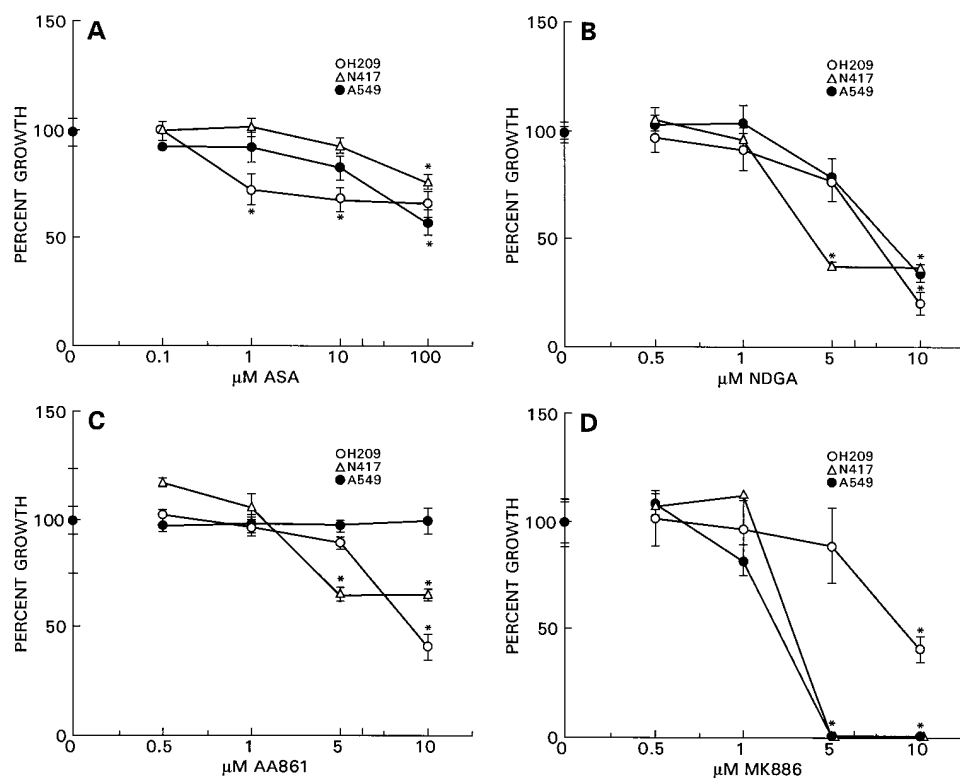 A
150
100
50
0
PERCENT GROWTH
H209
N417
A549
*
*
*
*
0 0.1 1 10 100
μM ASA
B
150
100
50
0
PERCENT GROWTH
H209
N417
A549
*
*
*
0 0.5 1 5 10
μM NDGA
C
150
100
50
0
PERCENT GROWTH
H209
N417
A549
*
*
*
0 0.5 1 5 10
μM AA861
D
150
100
50
0
PERCENT GROWTH
H209
N417
A549
*
*
*
0 0.5 1 5 10
μM MK886